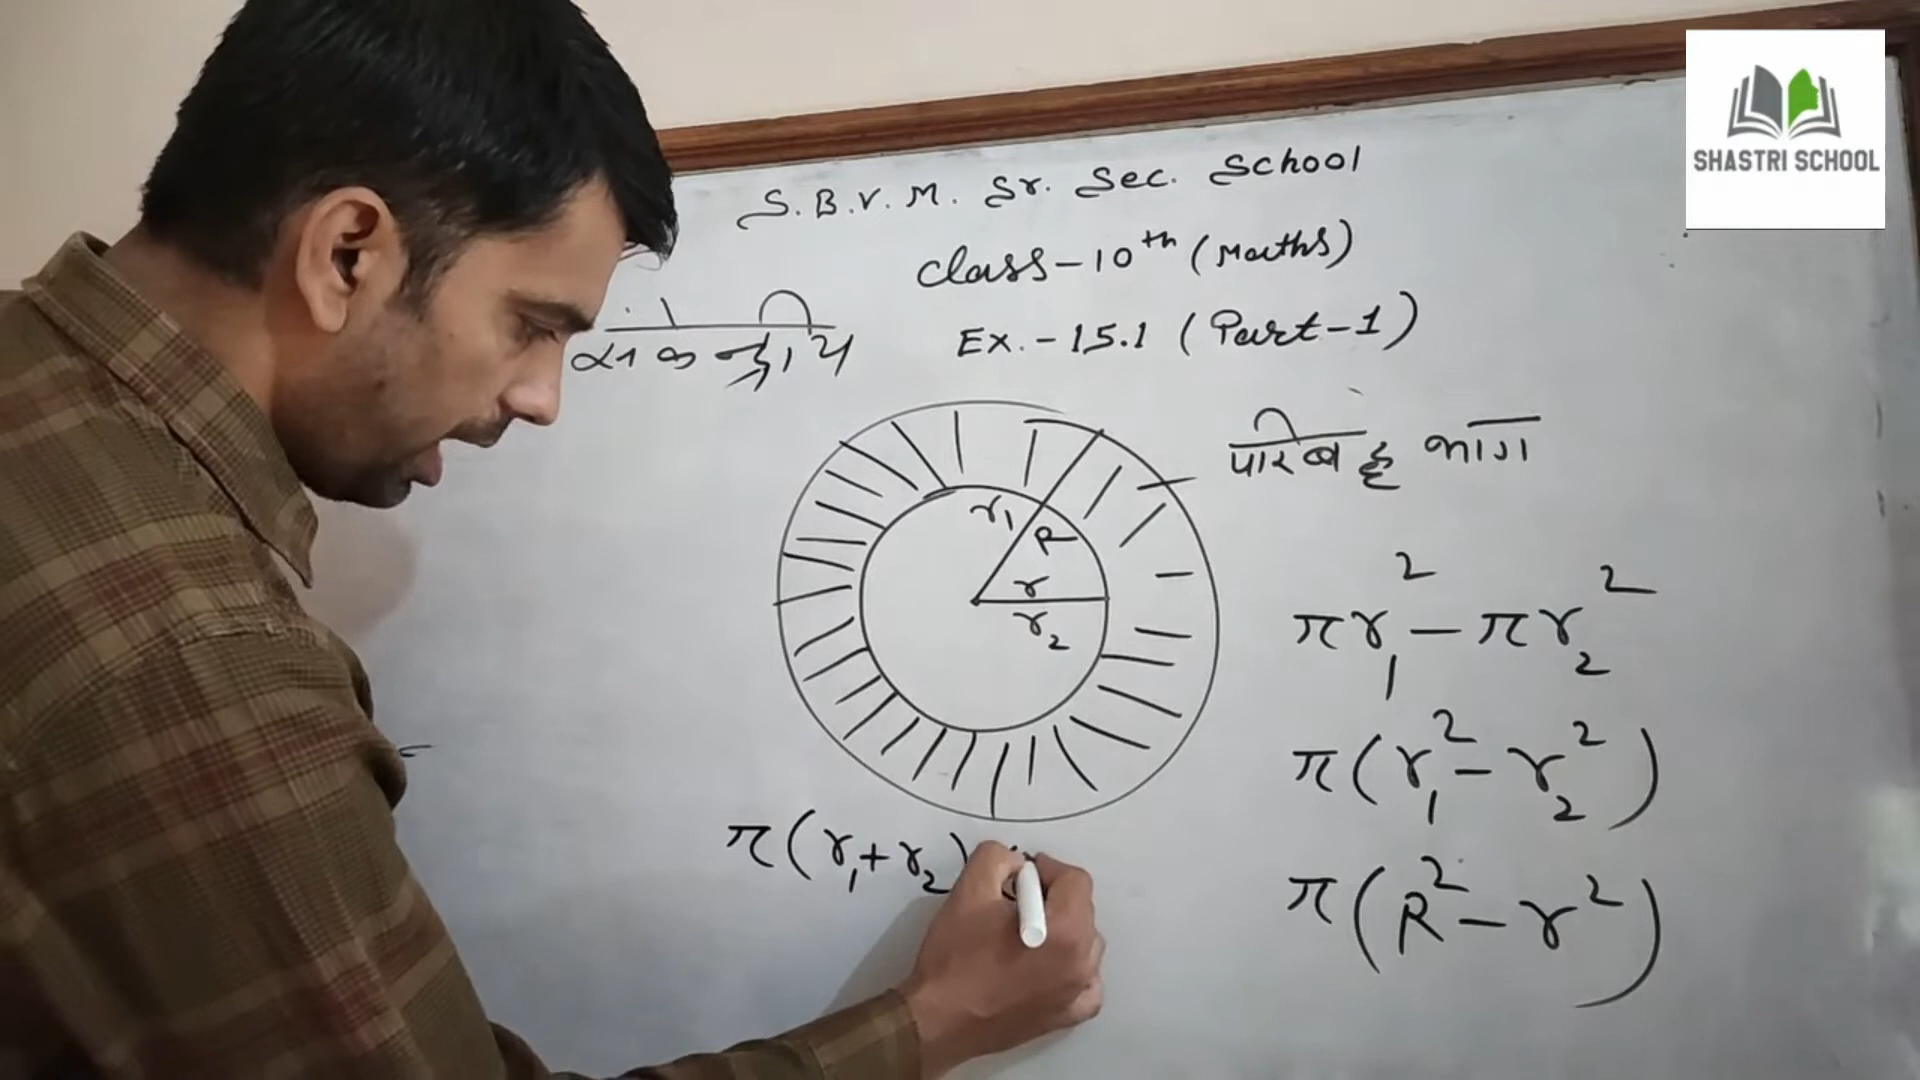 SHASTRI SCHOOL
S.B.V.M. Sr. Sec. School
Class-10th (Maths)
Ex.-15.1 (Part-1)
भाग
r₁
R
r
r₂
πr₁² - πr₂²
π(r₁² - r₂²)
π(r₁+r₂)
π(R² - r²)